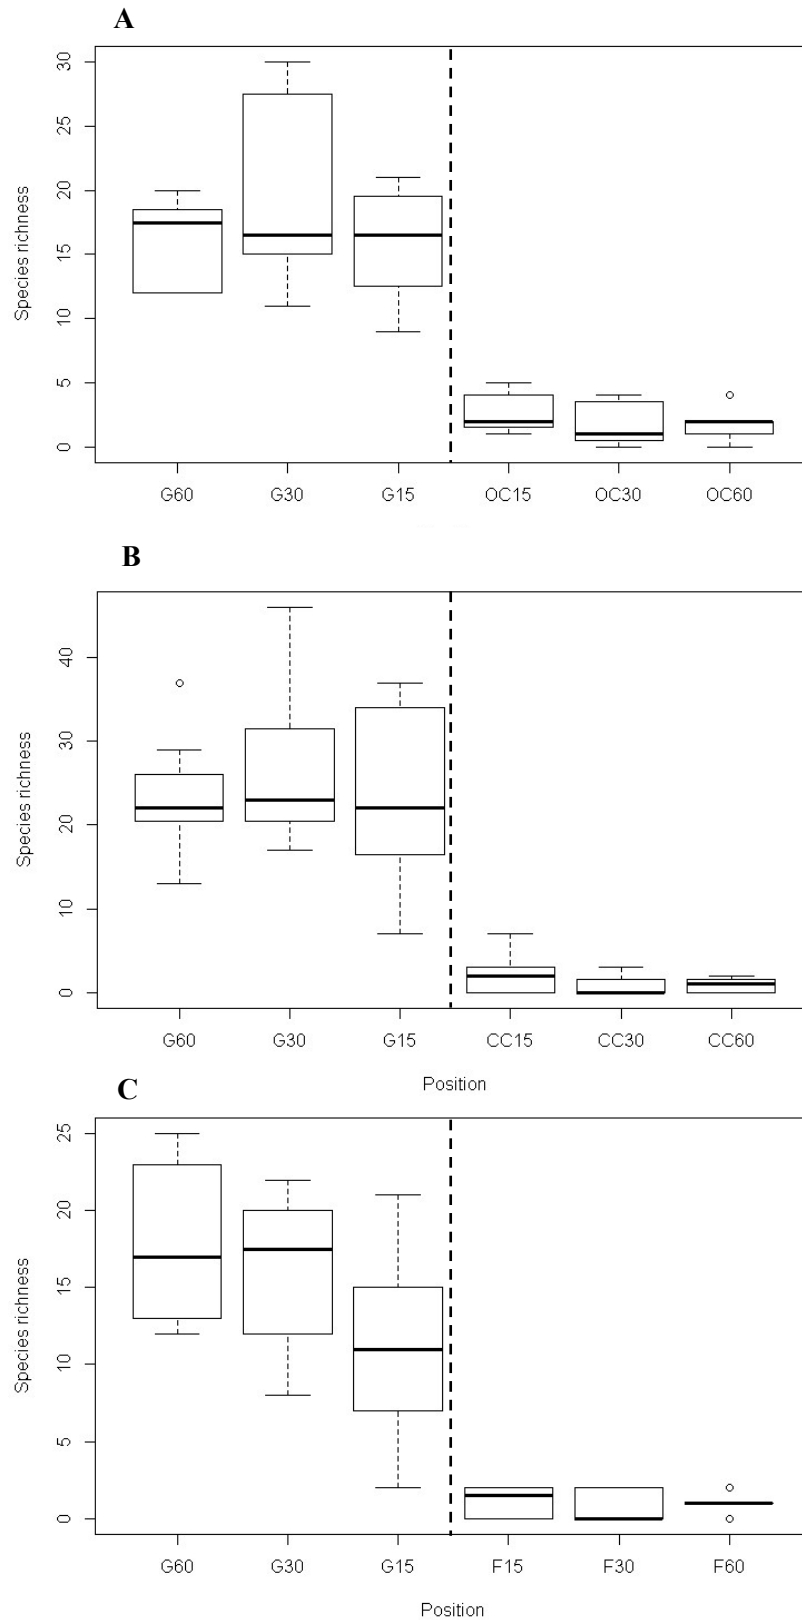 A
Species richness
30
25
20
15
10
5
0
G60 G30 G15 OC15 OC30 OC60
B
Species richness
40
30
20
10
0
G60 G30 G15 CC15 CC30 CC60
Position
C
Species richness
25
20
15
10
5
0
G60 G30 G15 F15 F30 F60
Position